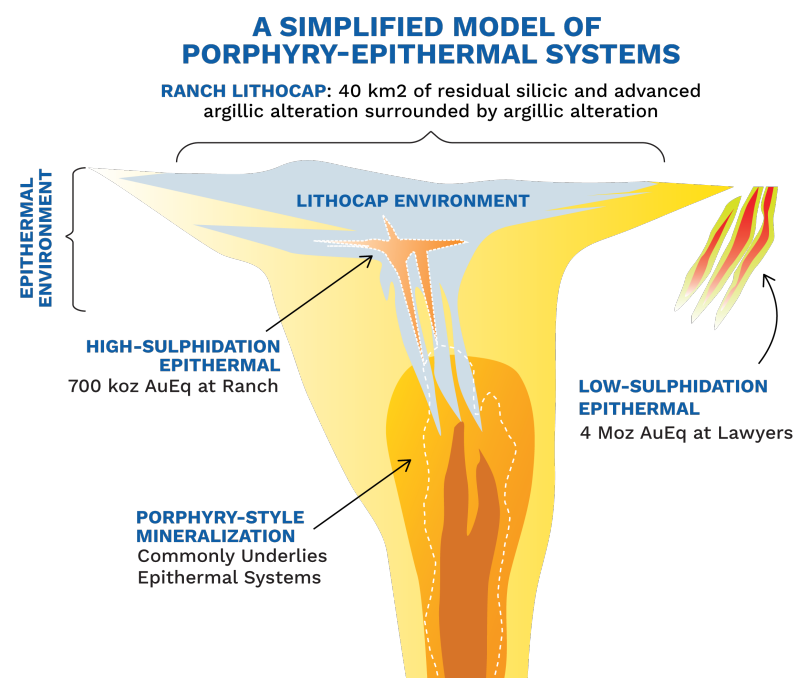 A SIMPLIFIED MODEL OF
PORPHYRY-EPITHERMAL SYSTEMS
RANCH LITHOCAP: 40 km2 of residual silicic and advanced
argillic alteration surrounded by argillic alteration
EPITHERMAL
ENVIRONMENT
LITHOCAP ENVIRONMENT
HIGH-SULPHIDATION
EPITHERMAL
700 koz AuEq at Ranch
LOW-SULPHIDATION
EPITHERMAL
4 Moz AuEq at Lawyers
PORPHYRY-STYLE
MINERALIZATION
Commonly Underlies
Epithermal Systems